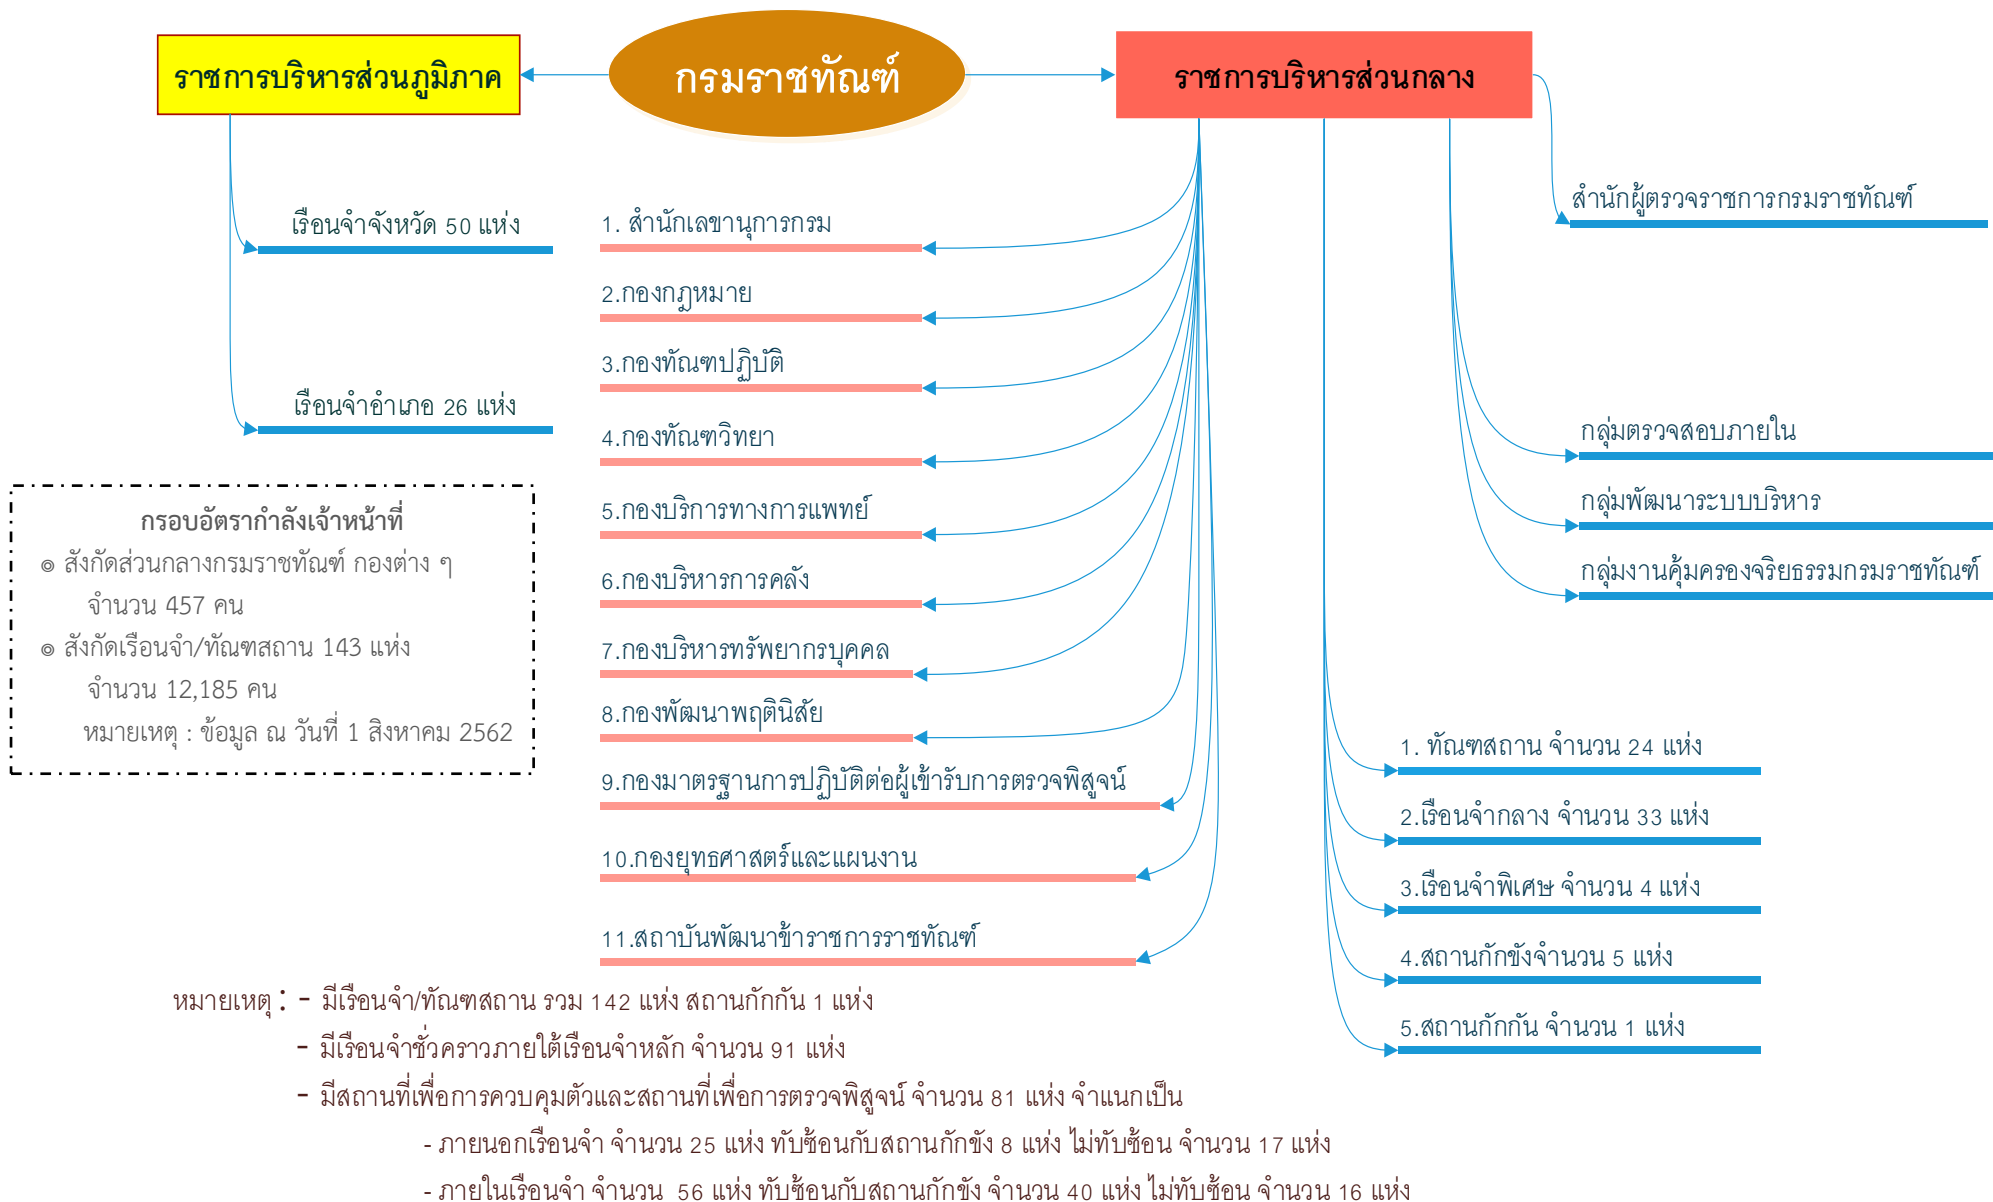 กรมราชทัณฑ์
ราชการบริหารส่วนภูมิภาค
ราชการบริหารส่วนกลาง
เรือนจำจังหวัด 50 แห่ง
เรือนจำอำเภอ 26 แห่ง
กรอบอัตรากำลังเจ้าหน้าที่
๏ สังกัดส่วนกลางกรมราชทัณฑ์ กองต่าง ๆ
จำนวน 457 คน
๏ สังกัดเรือนจำ/ทัณฑสถาน 143 แห่ง
จำนวน 12,185 คน
หมายเหตุ : ข้อมูล ณ วันที่ 1 สิงหาคม 2562
1. สำนักเลขานุการกรม
2.กองกฎหมาย
3.กองทัณฑปฏิบัติ
4.กองทัณฑวิทยา
5.กองบริการทางการแพทย์
6.กองบริหารการคลัง
7.กองบริหารทรัพยากรบุคคล
8.กองพัฒนาพฤตินิสัย
9.กองมาตรฐานการปฏิบัติต่อผู้เข้ารับการตรวจพิสูจน์
10.กองยุทธศาสตร์และแผนงาน
11.สถาบันพัฒนาข้าราชการราชทัณฑ์
สำนักผู้ตรวจราชการกรมราชทัณฑ์
กลุ่มตรวจสอบภายใน
กลุ่มพัฒนาระบบบริหาร
กลุ่มงานคุ้มครองจริยธรรมกรมราชทัณฑ์
1. ทัณฑสถาน จำนวน 24 แห่ง
2.เรือนจำกลาง จำนวน 33 แห่ง
3.เรือนจำพิเศษ จำนวน 4 แห่ง
4.สถานกักขังจำนวน 5 แห่ง
5.สถานกักกัน จำนวน 1 แห่ง
หมายเหตุ : - มีเรือนจำ/ทัณฑสถาน รวม 142 แห่ง สถานกักกัน 1 แห่ง
- มีเรือนจำชั่วคราวภายใต้เรือนจำหลัก จำนวน 91 แห่ง
- มีสถานที่เพื่อการควบคุมตัวและสถานที่เพื่อการตรวจพิสูจน์ จำนวน 81 แห่ง จำแนกเป็น
- ภายนอกเรือนจำ จำนวน 25 แห่ง ทับซ้อนกับสถานกักขัง 8 แห่ง ไม่ทับซ้อน จำนวน 17 แห่ง
- ภายในเรือนจำ จำนวน 56 แห่ง ทับซ้อนกับสถานกักขัง จำนวน 40 แห่ง ไม่ทับซ้อน จำนวน 16 แห่ง